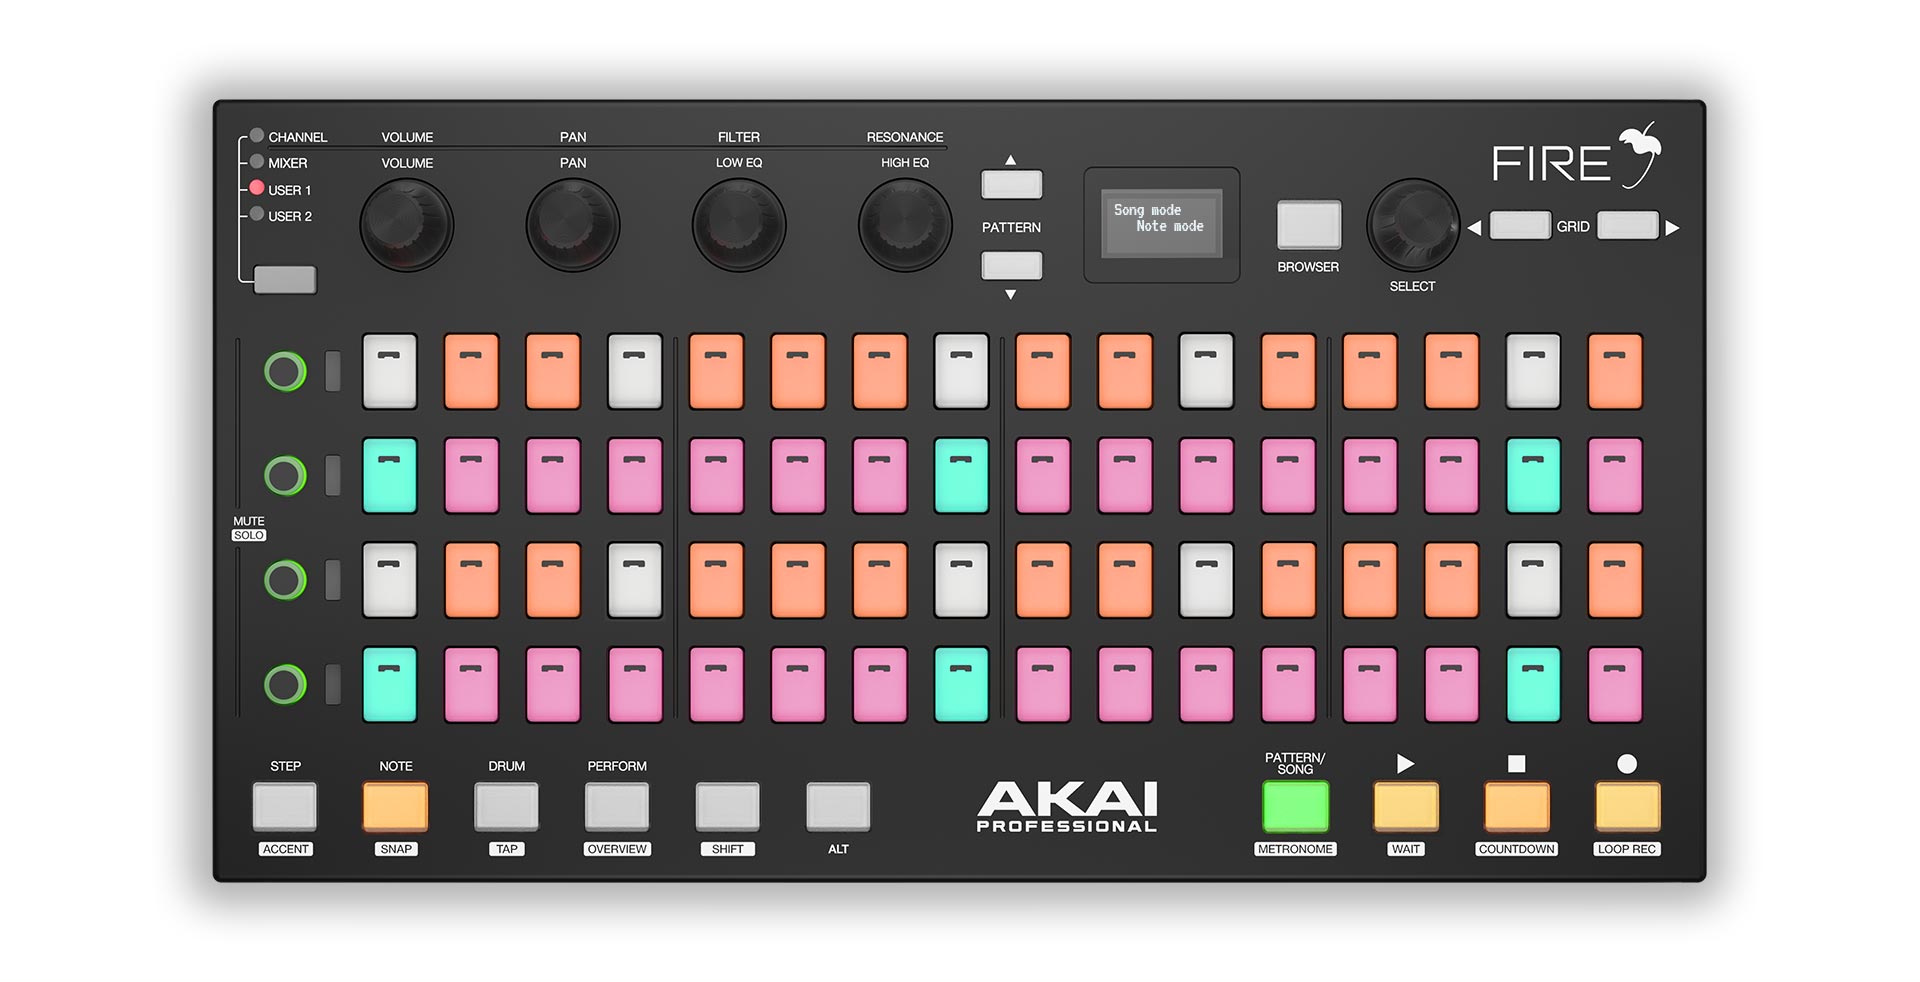 CHANNEL VOLUME PAN FILTER RESONANCE
MIXER VOLUME PAN LOW EQ HIGH EQ
USER 1
USER 2
PATTERN
Song mode
Note mode
BROWSER
SELECT
FIRE
GRID
MUTE
SOLO
STEP NOTE DRUM PERFORM
ACCENT SNAP TAP OVERVIEW SHIFT ALT
AKAI
PROFESSIONAL
PATTERN/
SONG
METRONOME WAIT COUNTDOWN LOOP REC